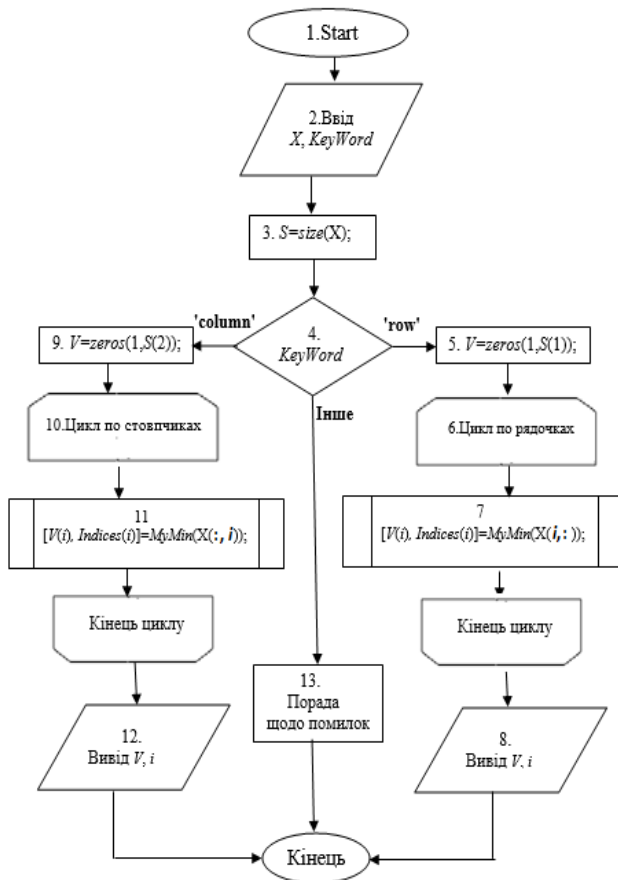 1.Start
2.Ввід
X, KeyWord
3. S=size(X);
'column'
4.
KeyWord
'row'
Інше
9. V=zeros(1,S(2));
5. V=zeros(1,S(1));
10.Цикл по стовпчиках
6.Цикл по рядочках
11
[V(i), Indices(i)]=MyMin(X(:, i));
7
[V(i), Indices(i)]=MyMin(X(i,: ));
Кінець циклу
Кінець циклу
13.
Порада
щодо помилок
12.
Вивід V, i
8.
Вивід V, i
Кінець